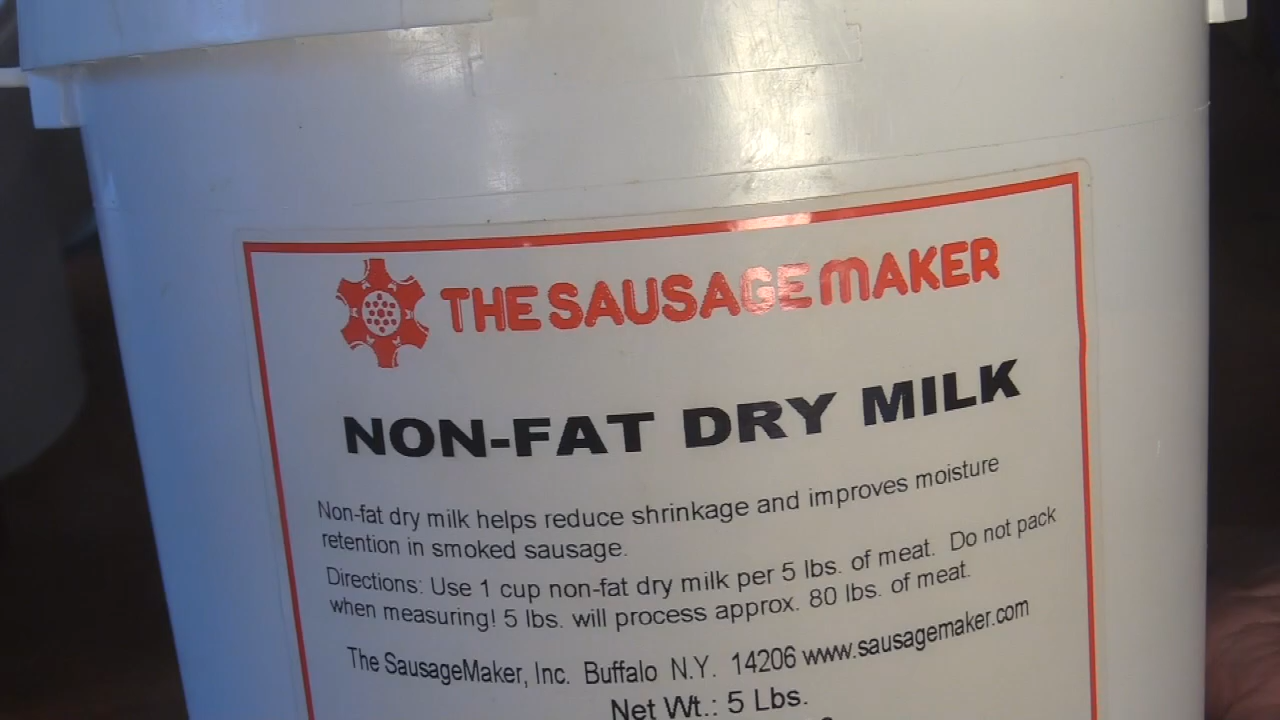 THE SAUSAGE MAKER
NON-FAT DRY MILK
Non-fat dry milk helps reduce shrinkage and improves moisture
retention in smoked sausage.
Directions: Use 1 cup non-fat dry milk per 5 lbs. of meat. Do not pack
when measuring! 5 lbs. will process approx. 80 lbs. of meat.
The SausageMaker, Inc. Buffalo N.Y. 14206 www.sausagemaker.com
Net Wt.: 5 Lbs.